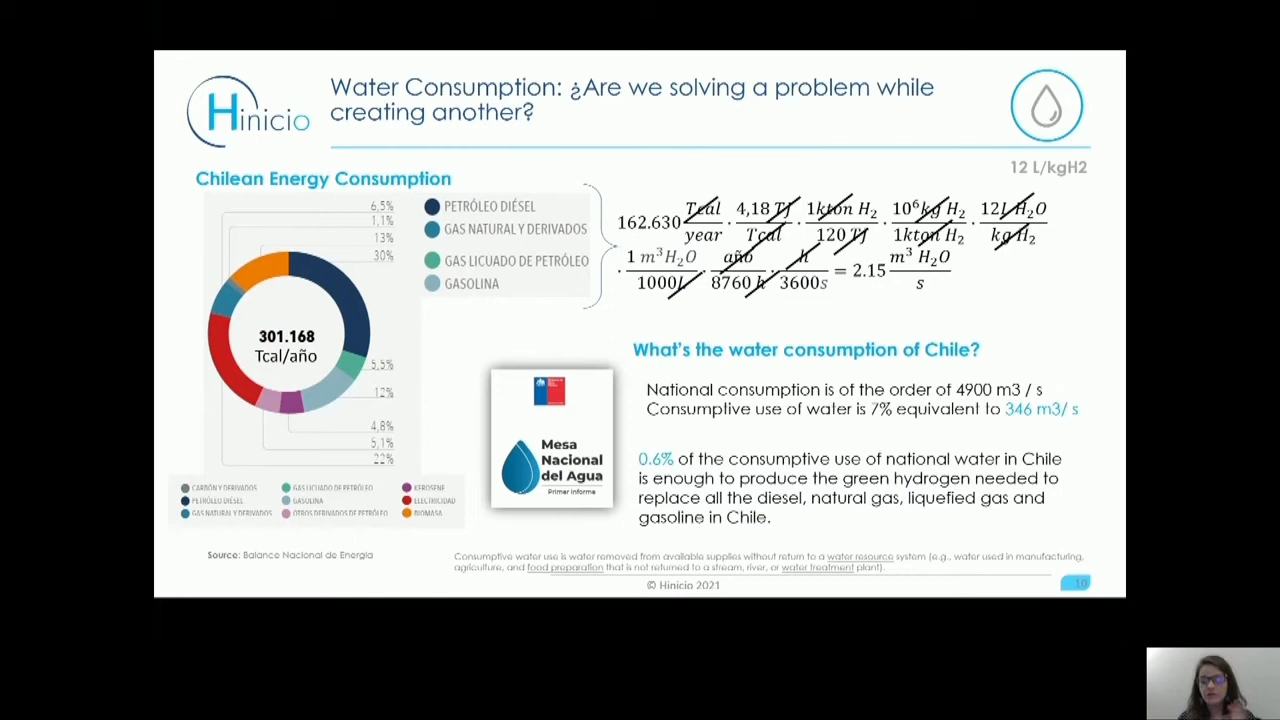 Hinicio
Water Consumption: ¿Are we solving a problem while
creating another?
12 L/kgH2
Chilean Energy Consumption
6,5%
1,1%
13%
30%
301.168
Tcal/año
5,5%
12%
4,8%
5,1%
22%
PETRÓLEO DIÉSEL
GAS NATURAL Y DERIVADOS
GAS LICUADO DE PETRÓLEO
GASOLINA
CARBÓN Y DERIVADOS
PETRÓLEO DIÉSEL
GAS NATURAL Y DERIVADOS
GAS LICUADO DE PETRÓLEO
GASOLINA
OTROS DERIVADOS DE PETRÓLEO
KEROSENE
ELECTRICIDAD
BIOMASA
Source: Balance Nacional de Energía
162.630 Tcal/year · 4,18 TJ/Tcal · 1kton H₂/120 TJ · 10⁶kg H₂/1kton H₂ · 12L H₂O/kg H₂
· 1 m³H₂O/1000L · año/8760 h · h/3600s = 2.15 m³ H₂O/s
Mesa
Nacional
del Agua
Primer Informe
What's the water consumption of Chile?
National consumption is of the order of 4900 m3 / s
Consumptive use of water is 7% equivalent to 346 m3/ s
0.6% of the consumptive use of national water in Chile
is enough to produce the green hydrogen needed to
replace all the diesel, natural gas, liquefied gas and
gasoline in Chile.
Consumptive water use is water removed from available supplies without return to a water resource system (e.g., water used in manufacturing,
agriculture, and food preparation that is not returned to a stream, river, or water treatment plant).
© Hinicio 2021
10